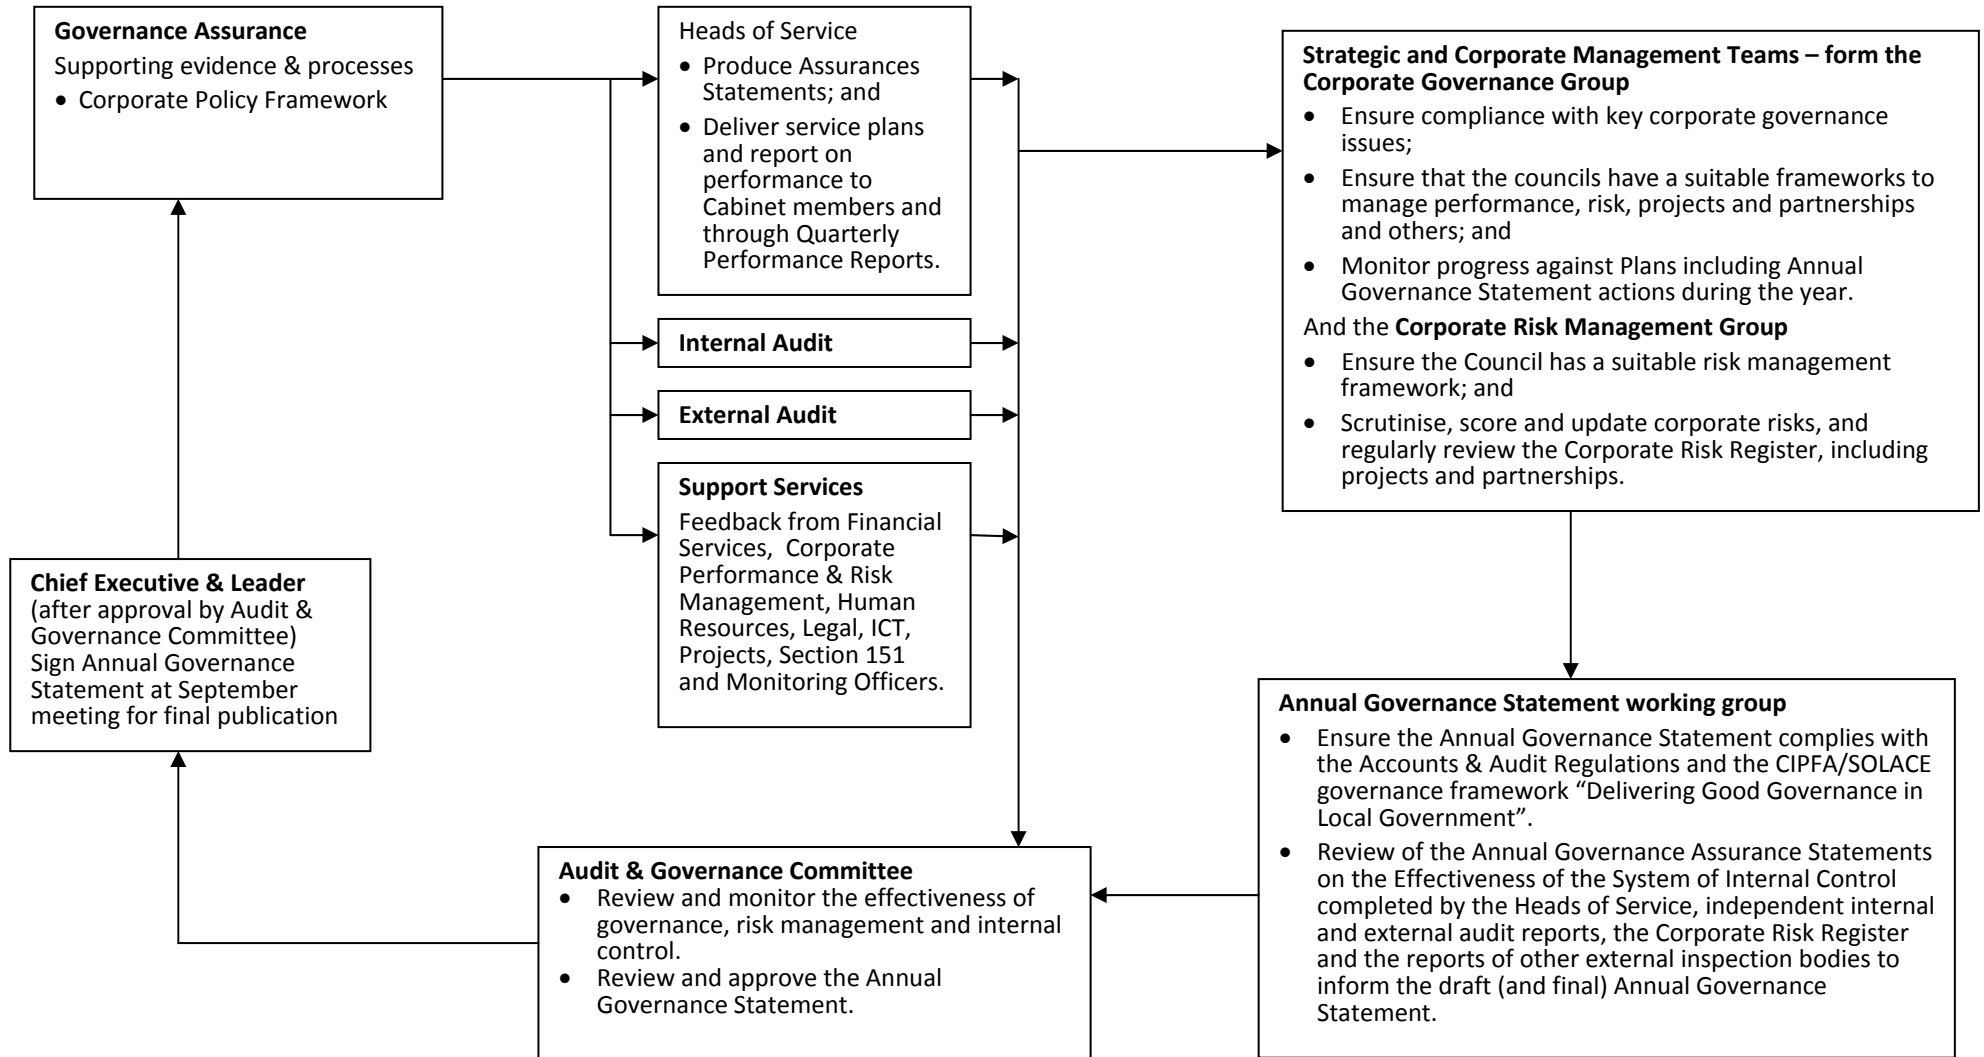 Governance Assurance
Supporting evidence & processes
• Corporate Policy Framework
Heads of Service
• Produce Assurances
Statements; and
• Deliver service plans
and report on
performance to
Cabinet members and
through Quarterly
Performance Reports.
Internal Audit
External Audit
Support Services
Feedback from Financial
Services, Corporate
Performance & Risk
Management, Human
Resources, Legal, ICT,
Projects, Section 151
and Monitoring Officers.
Strategic and Corporate Management Teams – form the
Corporate Governance Group
• Ensure compliance with key corporate governance
issues;
• Ensure that the councils have a suitable frameworks to
manage performance, risk, projects and partnerships
and others; and
• Monitor progress against Plans including Annual
Governance Statement actions during the year.
And the Corporate Risk Management Group
• Ensure the Council has a suitable risk management
framework; and
• Scrutinise, score and update corporate risks, and
regularly review the Corporate Risk Register, including
projects and partnerships.
Annual Governance Statement working group
• Ensure the Annual Governance Statement complies with
the Accounts & Audit Regulations and the CIPFA/SOLACE
governance framework “Delivering Good Governance in
Local Government”.
• Review of the Annual Governance Assurance Statements
on the Effectiveness of the System of Internal Control
completed by the Heads of Service, independent internal
and external audit reports, the Corporate Risk Register
and the reports of other external inspection bodies to
inform the draft (and final) Annual Governance
Statement.
Audit & Governance Committee
• Review and monitor the effectiveness of
governance, risk management and internal
control.
• Review and approve the Annual
Governance Statement.
Chief Executive & Leader
(after approval by Audit &
Governance Committee)
Sign Annual Governance
Statement at September
meeting for final publication